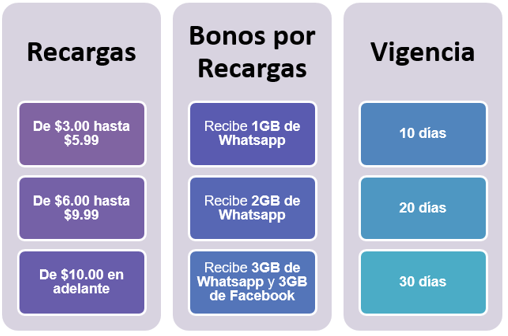 Recargas
De $3.00 hasta
$5.99
De $6.00 hasta
$9.99
De $10.00 en
adelante
Bonos por
Recargas
Recibe 1GB de
Whatsapp
Recibe 2GB de
Whatsapp
Recibe 3GB de
Whatsapp y 3GB
de Facebook
Vigencia
10 días
20 días
30 días